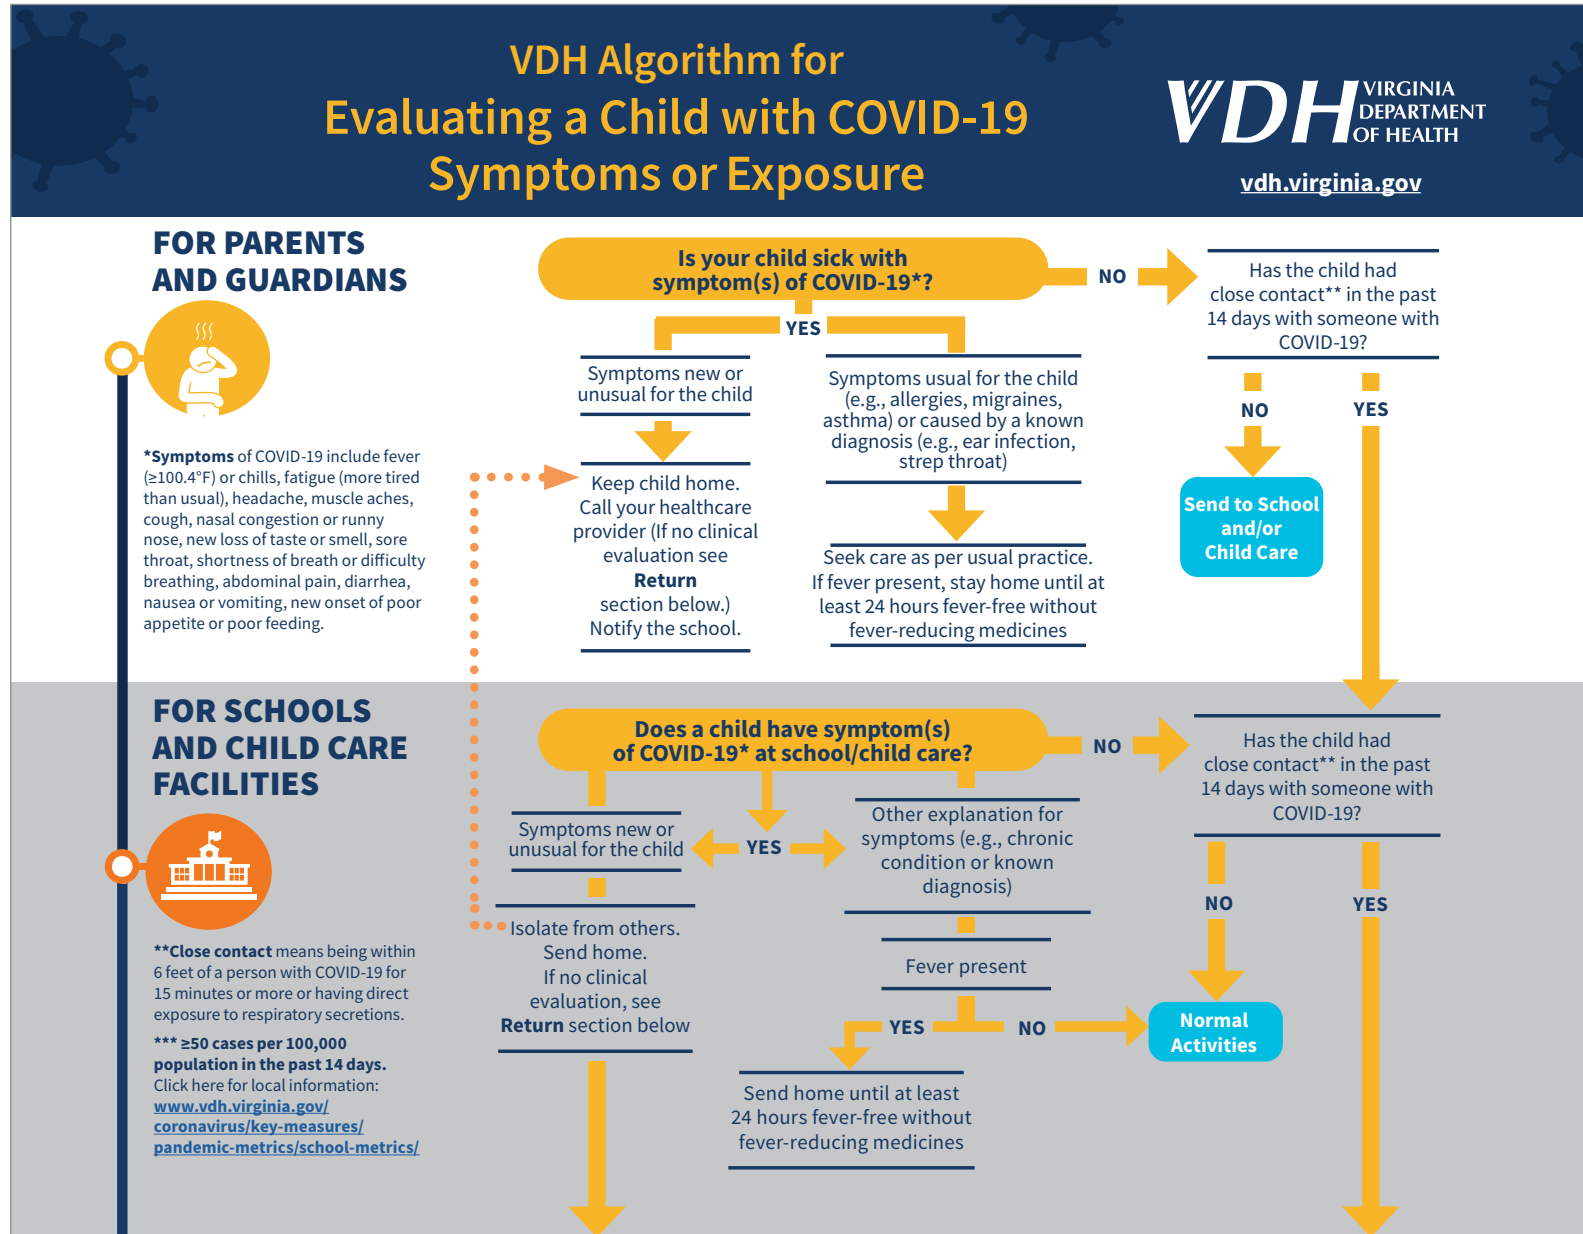 VDH Algorithm for
Evaluating a Child with COVID-19
Symptoms or Exposure
VDH VIRGINIA
DEPARTMENT
OF HEALTH
vdh.virginia.gov
FOR PARENTS
AND GUARDIANS
*Symptoms of COVID-19 include fever
(≥100.4°F) or chills, fatigue (more tired
than usual), headache, muscle aches,
cough, nasal congestion or runny
nose, new loss of taste or smell, sore
throat, shortness of breath or difficulty
breathing, abdominal pain, diarrhea,
nausea or vomiting, new onset of poor
appetite or poor feeding.
Is your child sick with
symptom(s) of COVID-19*?
NO
Has the child had
close contact** in the past
14 days with someone with
COVID-19?
YES
Symptoms new or
unusual for the child
Symptoms usual for the child
(e.g., allergies, migraines,
asthma) or caused by a known
diagnosis (e.g., ear infection,
strep throat)
NO
YES
Keep child home.
Call your healthcare
provider (If no clinical
evaluation see
Return
section below.)
Notify the school.
Seek care as per usual practice.
If fever present, stay home until at
least 24 hours fever-free without
fever-reducing medicines
Send to School
and/or
Child Care
FOR SCHOOLS
AND CHILD CARE
FACILITIES
**Close contact means being within
6 feet of a person with COVID-19 for
15 minutes or more or having direct
exposure to respiratory secretions.
*** ≥50 cases per 100,000
population in the past 14 days.
Click here for local information:
www.vdh.virginia.gov/
coronavirus/key-measures/
pandemic-metrics/school-metrics/
Does a child have symptom(s)
of COVID-19* at school/child care?
NO
Has the child had
close contact** in the past
14 days with someone with
COVID-19?
Symptoms new or
unusual for the child
YES
Other explanation for
symptoms (e.g., chronic
condition or known
diagnosis)
NO
YES
Isolate from others.
Send home.
If no clinical
evaluation, see
Return section below
Fever present
YES
NO
Normal
Activities
Send home until at least
24 hours fever-free without
fever-reducing medicines